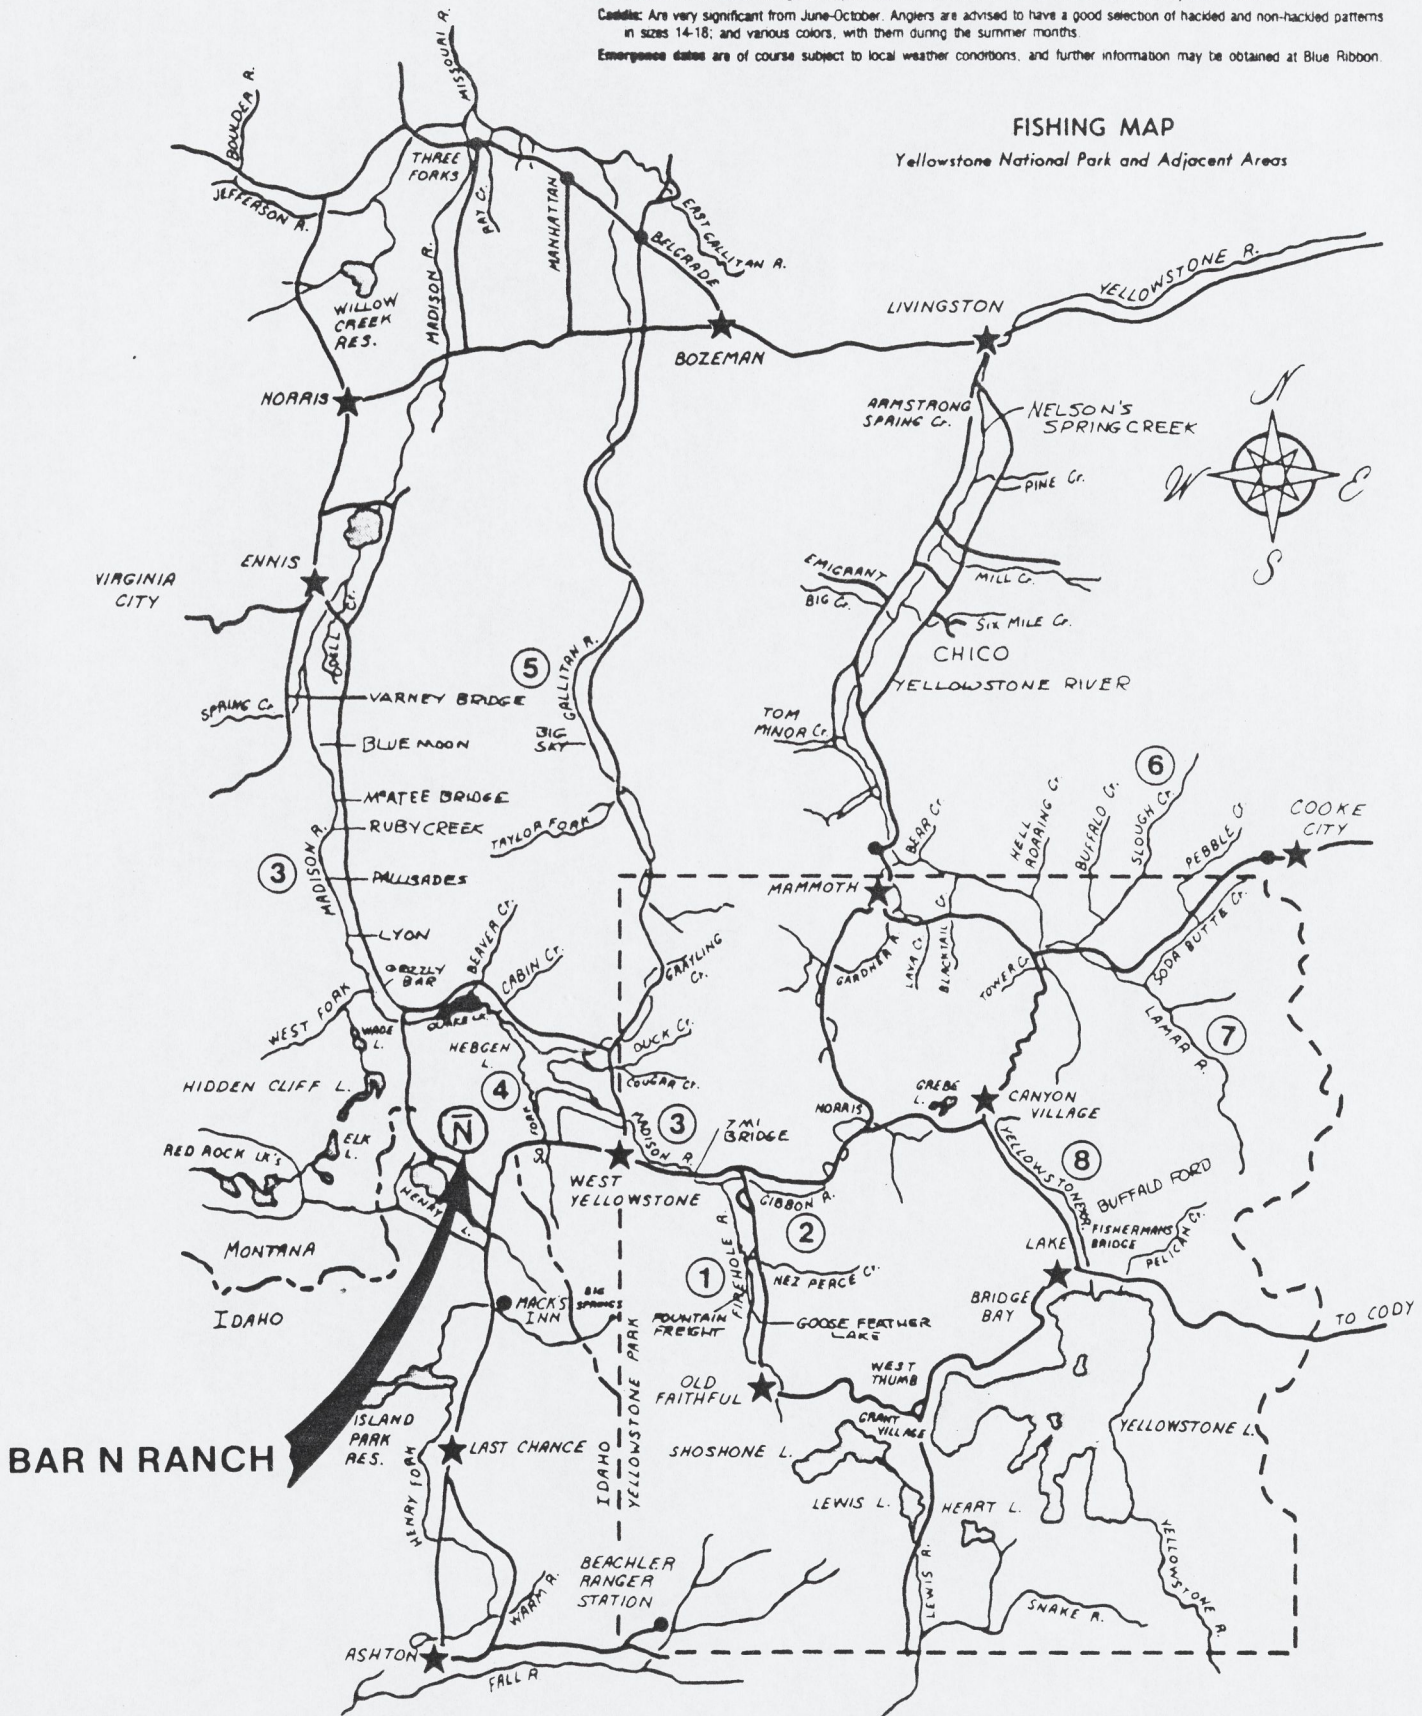 Caddis: Are very significant from June-October. Anglers are advised to have a good selection of hackled and non-hackled patterns
in sizes 14-18; and various colors, with them during the summer months.
Emergence dates are of course subject to local weather conditions, and further information may be obtained at Blue Ribbon.
FISHING MAP
Yellowstone National Park and Adjacent Areas
MISSOURI R.
BOULDER R.
JEFFERSON R.
THREE
FORKS
RAY Cr.
MANHATTAN
EAST GALLITAN R.
BELGRADE
MADISON R.
WILLOW
CREEK
RES.
YELLOWSTONE R.
LIVINGSTON
BOZEMAN
NORRIS
ARMSTRONG
SPRING Cr.
NELSON'S
SPRING CREEK
PINE Cr.
N
W
E
S
ENNIS
VIRGINIA
CITY
ODELL Cr.
EMIGRANT
BIG Cr.
MILL Cr.
SIX MILE Cr.
CHICO
YELLOWSTONE RIVER
5
GALLITAN R.
SPRING Cr
VARNEY BRIDGE
BLUE MOON
BIG
SKY
TOM
MINOR Cr.
McATEE BRIDGE
RUBY CREEK
TAYLOR FORK
3
MADISON R.
PALLISADES
LYON
6
BEAR Cr.
HELL
ROARING Cr.
BUFFALO Cr.
SLOUGH Cr.
PEBBLE Cr
COOKE
CITY
MAMMOTH
GARDNER R.
LAVA Cr.
BLACKTAIL Cr.
TOWER Cr
SODA BUTTE Cr.
LAMAR R.
7
GRIZZLY
BAR
BEAVER Cr.
CABIN Cr.
GRAYLING
Cr.
WEST FORK
WADE
L.
QUAKE LK.
HEBGEN
L.
DUCK Cr.
COUGAR Cr.
HIDDEN CLIFF L.
4
N
SO. FORK
ELK
L.
RED ROCK LK'S
HENRY L.
MADISON R.
3
7 MI
BRIDGE
WEST
YELLOWSTONE
NORRIS
GREBE
L.
CANYON
VILLAGE
YELLOWSTONE R.
8
BUFFALO FORD
FISHERMANS
BRIDGE
PELICAN Cr.
LAKE
BRIDGE
BAY
TO CODY
GIBBON R.
2
1
FIREHOLE R.
NEZ PERCE Cr.
FOUNTAIN
FREIGHT
GOOSE FEATHER
LAKE
MONTANA
IDAHO
MACK'S
INN
BIG
SPRINGS
OLD
FAITHFUL
WEST
THUMB
GRANT
VILLAGE
YELLOWSTONE L.
BAR N RANCH
ISLAND
PARK
RES.
LAST CHANCE
HENRY FORK
IDAHO
YELLOWSTONE PARK
SHOSHONE L.
LEWIS L.
HEART L.
LEWIS R.
SNAKE R.
YELLOWSTONE R.
BEACHLER
RANGER
STATION
WARM R.
ASHTON
FALL R.